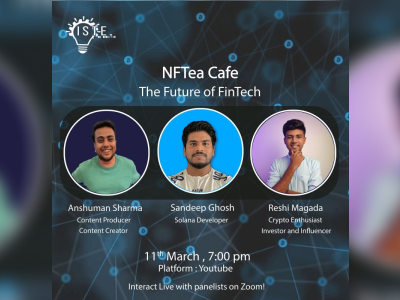 ISTE
NFTea Cafe
The Future of FinTech
Anshuman Sharma
Content Producer
Content Creator
Sandeep Ghosh
Solana Developer
Reshi Magada
Crypto Enthusiast
Investor and Influencer
11th March , 7:00 pm
Platform : Youtube
Interact Live with panelists on Zoom!